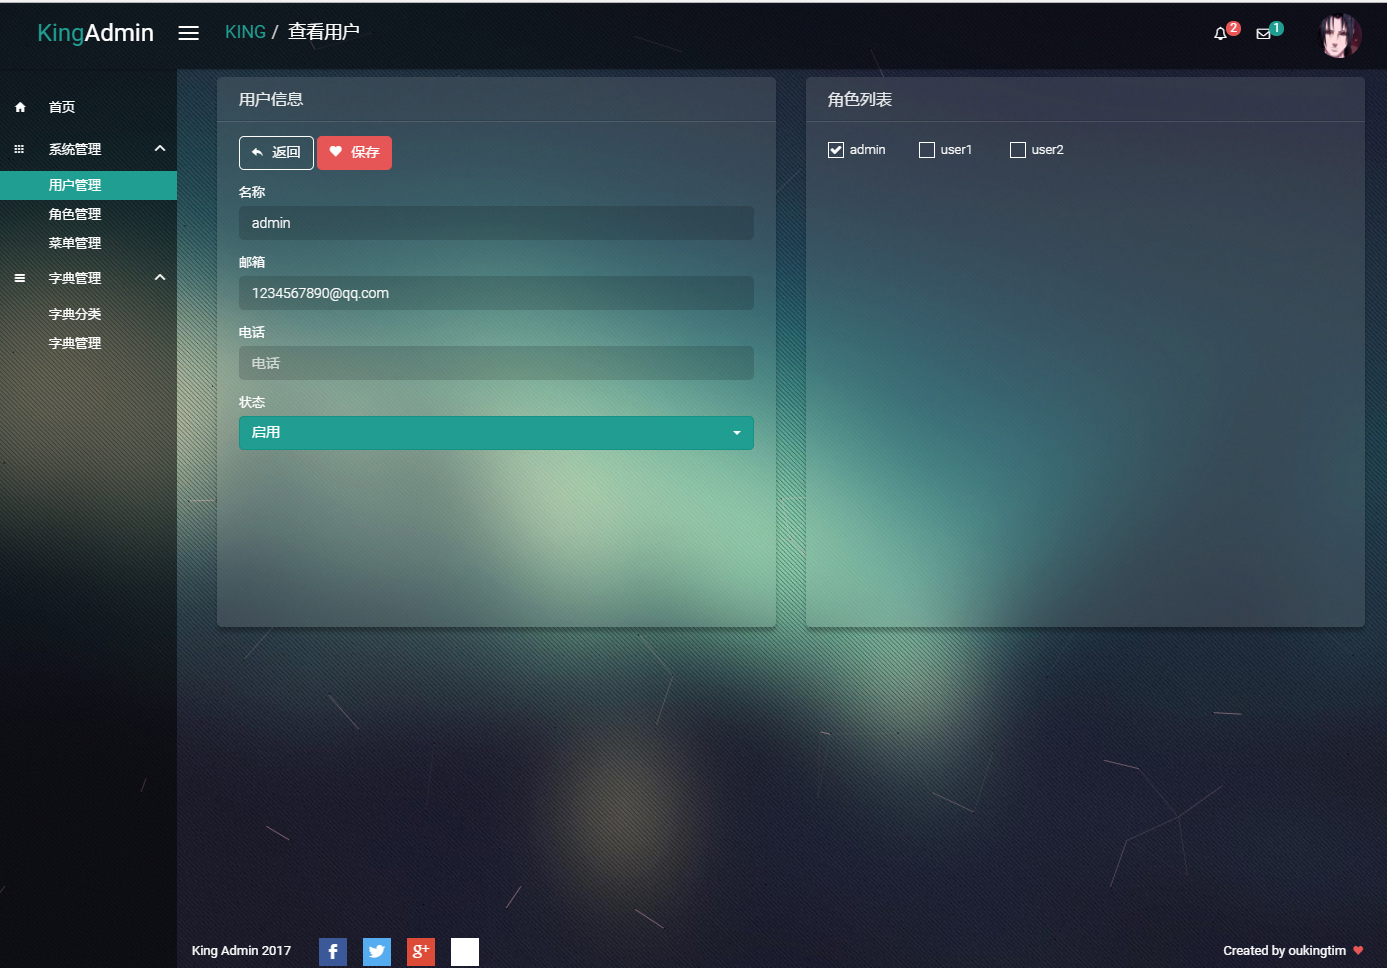 KingAdmin
KING / 查看用户
2
1
首页
系统管理
用户管理
角色管理
菜单管理
字典管理
字典分类
字典管理
用户信息
返回 保存
名称
admin
邮箱
1234567890@qq.com
电话
电话
状态
启用
角色列表
admin user1 user2
King Admin 2017
f
g+
Created by oukingtim